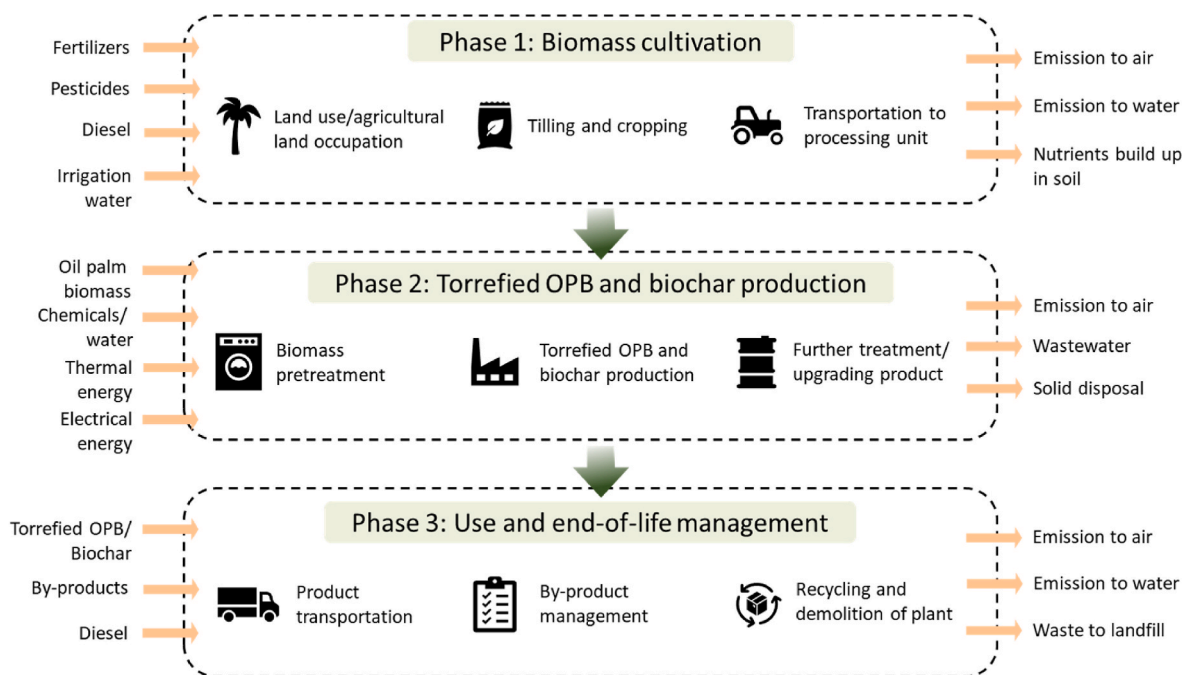 Phase 1: Biomass cultivation
Fertilizers
Pesticides
Diesel
Irrigation
water
Land use/agricultural
land occupation
Tilling and cropping
Transportation to
processing unit
Emission to air
Emission to water
Nutrients build up
in soil
Phase 2: Torrefied OPB and biochar production
Oil palm
biomass
Chemicals/
water
Thermal
energy
Electrical
energy
Biomass
pretreatment
Torrefied OPB and
biochar production
Further treatment/
upgrading product
Emission to air
Wastewater
Solid disposal
Phase 3: Use and end-of-life management
Torrefied OPB/
Biochar
By-products
Diesel
Product
transportation
By-product
management
Recycling and
demolition of plant
Emission to air
Emission to water
Waste to landfill